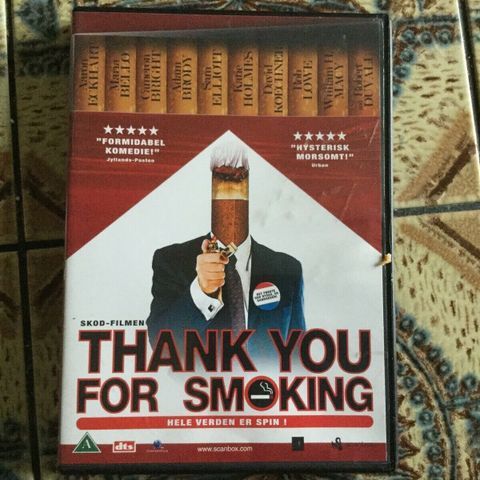 Aaron ECKHART
Maria BELLO
Cameron BRIGHT
Adam BRODY
Sam ELLIOTT
Katie HOLMES
David KOECHNER
Rob LOWE
William H. MACY
and Robert DUVALL
★★★★★
"FORMIDABEL
KOMEDIE!"
Jyllands-Posten
★★★★★
"HYSTERISK
MORSOMT!"
Urban
SKOD-FILMEN
THANK YOU
FOR SMOKING
HELE VERDEN ER SPIN !
A
dts
www.scanbox.com